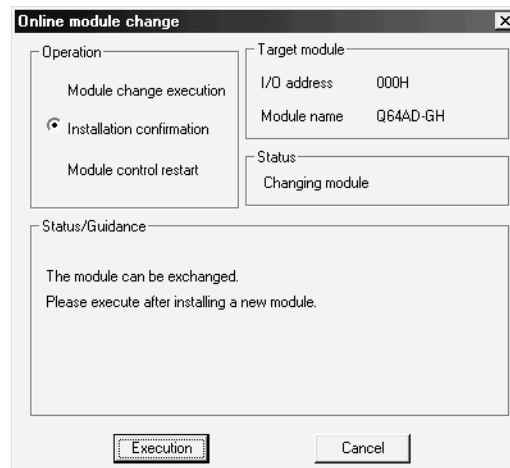 Online module change
Operation
Module change execution
Installation confirmation
Module control restart
Target module
I/O address 000H
Module name Q64AD-GH
Status
Changing module
Status/Guidance
The module can be exchanged.
Please execute after installing a new module.
Execution
Cancel